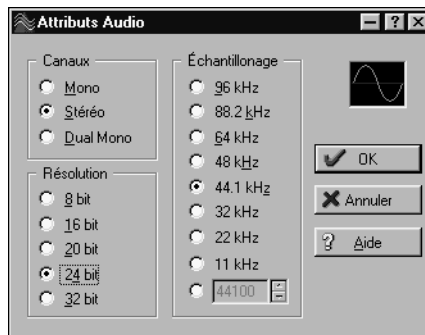 Attributs Audio
Canaux
Mono
Stéréo
Dual Mono
Résolution
8 bit
16 bit
20 bit
24 bit
32 bit
Échantillonage
96 kHz
88.2 kHz
64 kHz
48 kHz
44.1 kHz
32 kHz
22 kHz
11 kHz
44100
OK
Annuler
Aide